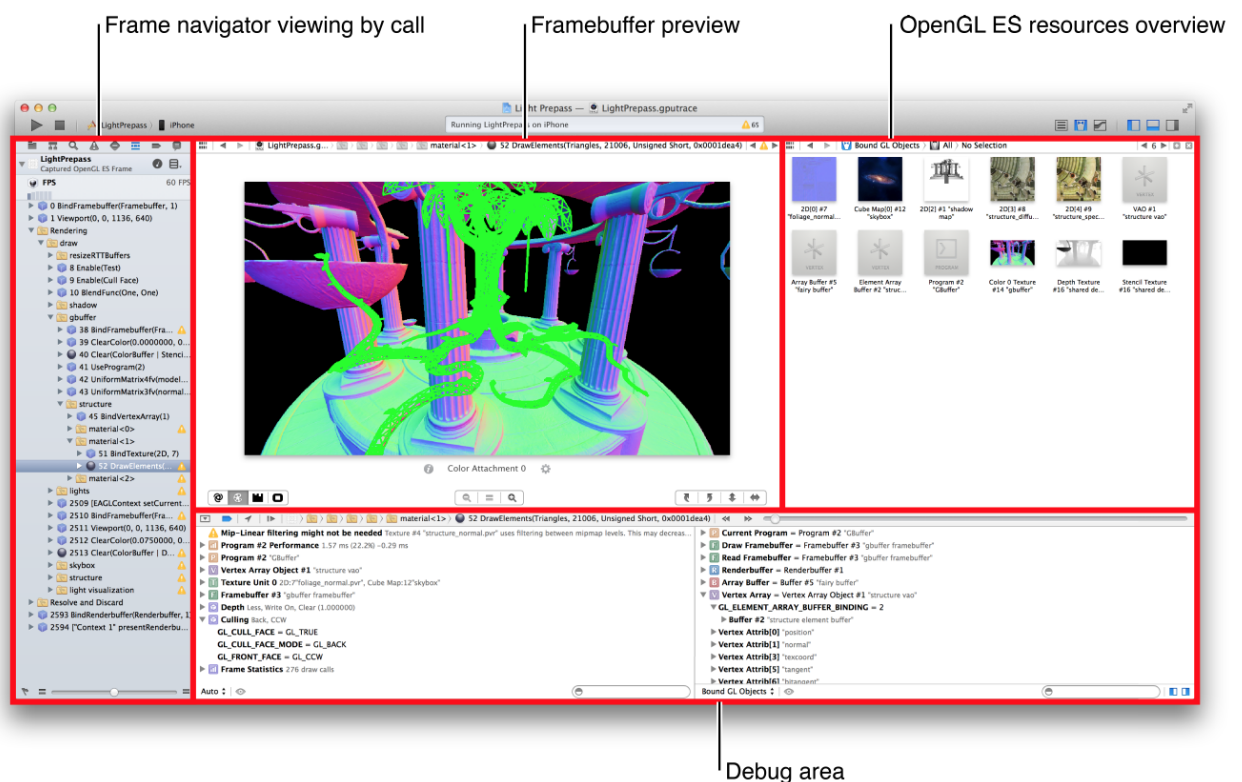 Frame navigator viewing by call
Framebuffer preview
OpenGL ES resources overview
Light Prepass — LightPrepass.gputrace
LightPrepass
iPhone
Running LightPrepass on iPhone
65
LightPrepass
Captured OpenGL ES Frame
FPS
60 FPS
0 BindFramebuffer(Framebuffer, 1)
1 Viewport(0, 0, 1136, 640)
Rendering
draw
resizeRTTBuffers
8 Enable(Test)
9 Enable(Cull Face)
10 BlendFunc(One, One)
shadow
gbuffer
38 BindFramebuffer(Fra...
39 ClearColor(0.0000000, 0...
40 Clear(ColorBuffer | Stenci...
41 UseProgram(2)
42 UniformMatrix4fv(model...
43 UniformMatrix3fv(normal...
structure
45 BindVertexArray(1)
material<0>
material<1>
51 BindTexture(2D, 7)
52 DrawElements(...
material<2>
lights
2509 [EAGLContext setCurrent...
2510 BindFramebuffer(Fra...
2511 Viewport(0, 0, 1136, 640)
2512 ClearColor(0.0750000, 0...
2513 Clear(ColorBuffer | D...
skybox
structure
light visualization
Resolve and Discard
2593 BindRenderbuffer(Renderbuffer, 1)
2594 ["Context 1" presentRenderbu...
LightPrepass.g...
material<1>
52 DrawElements(Triangles, 21006, Unsigned Short, 0x0001dea4)
Color Attachment 0
Bound GL Objects
All
No Selection
6
2D[0] #7 "foliage_normal...
Cube Map[0] #12 "skybox"
2D[2] #1 "shadow map"
2D[3] #8 "structure_diffu...
2D[4] #9 "structure_spec...
VERTEX
VAO #1 "structure vao"
VERTEX
Array Buffer #5 "fairy buffer"
VERTEX
Element Array Buffer #2 "struc...
PROGRAM
Program #2 "GBuffer"
Color 0 Texture #14 "gbuffer"
Depth Texture #16 "shared de...
Stencil Texture #16 "shared de...
material<1>
52 DrawElements(Triangles, 21006, Unsigned Short, 0x0001dea4)
Mip-Linear filtering might not be needed Texture #4 "structure_normal.pvr" uses filtering between mipmap levels. This may decreas...
Program #2 Performance 1.57 ms (22.2%) -0.29 ms
Program #2 "GBuffer"
Vertex Array Object #1 "structure vao"
Texture Unit 0 2D:7"foliage_normal.pvr", Cube Map:12"skybox"
Framebuffer #3 "gbuffer framebuffer"
Depth Less, Write On, Clear (1.000000)
Culling Back, CCW
GL_CULL_FACE = GL_TRUE
GL_CULL_FACE_MODE = GL_BACK
GL_FRONT_FACE = GL_CCW
Frame Statistics 276 draw calls
Auto
Current Program = Program #2 "GBuffer"
Draw Framebuffer = Framebuffer #3 "gbuffer framebuffer"
Read Framebuffer = Framebuffer #3 "gbuffer framebuffer"
Renderbuffer = Renderbuffer #1
Array Buffer = Buffer #5 "fairy buffer"
Vertex Array = Vertex Array Object #1 "structure vao"
GL_ELEMENT_ARRAY_BUFFER_BINDING = 2
Buffer #2 "structure element buffer"
Vertex Attrib[0] "position"
Vertex Attrib[1] "normal"
Vertex Attrib[3] "texcoord"
Vertex Attrib[5] "tangent"
Vertex Attrib[6] "bitangent"
Bound GL Objects
Debug area